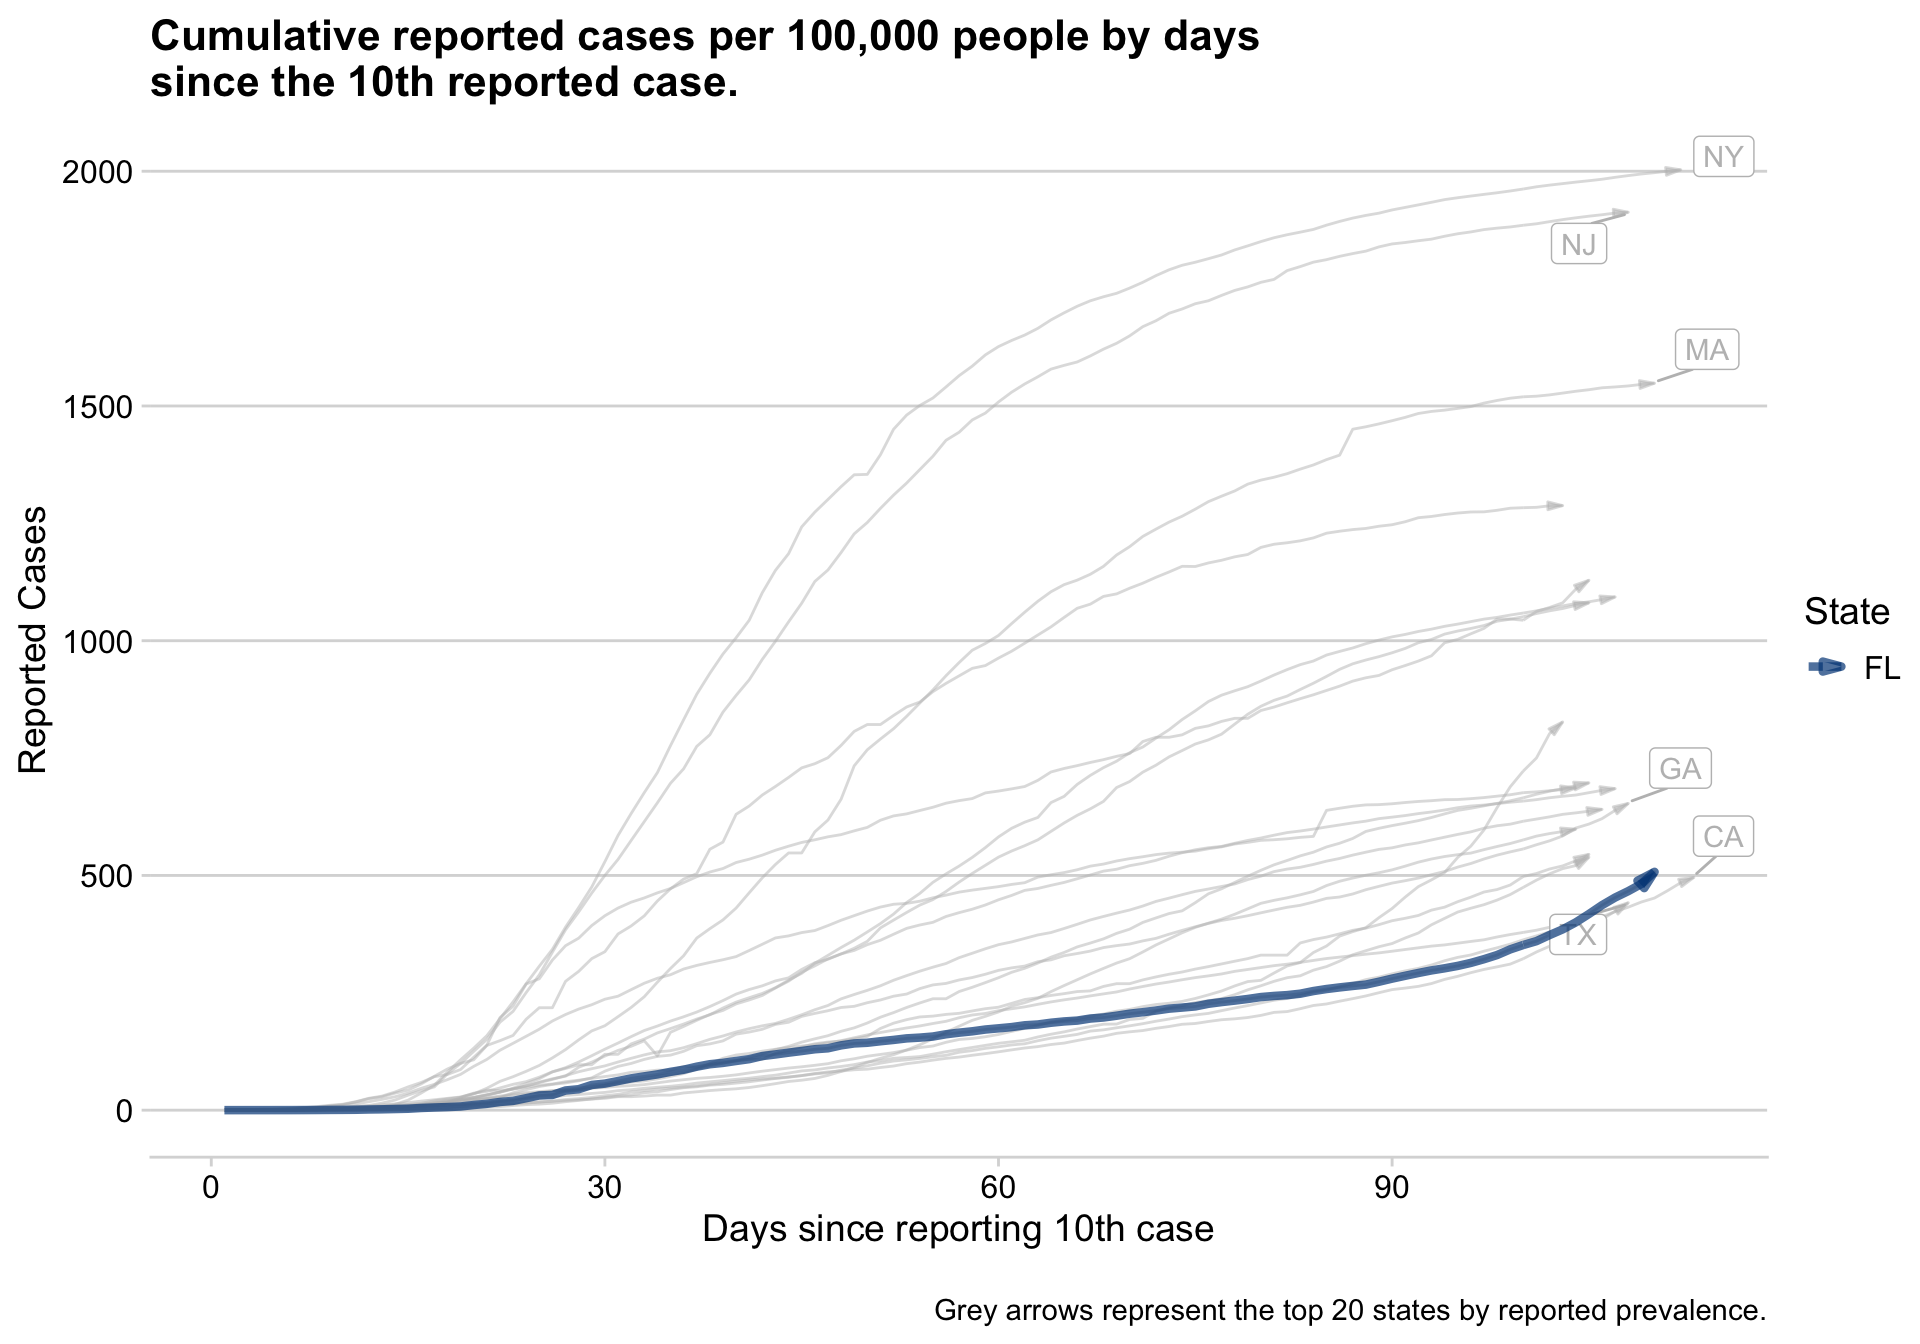 Cumulative reported cases per 100,000 people by days
since the 10th reported case.
2000
1500
1000
500
0
Reported Cases
NY
NJ
MA
GA
CA
TX
State
FL
0 30 60 90
Days since reporting 10th case
Grey arrows represent the top 20 states by reported prevalence.